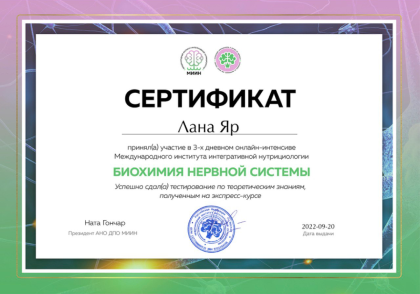 МИИН
СЕРТИФИКАТ
Лана Яр
принял(а) участие в 3-х дневном онлайн-интенсиве
Международного института интегративной нутрициологии
БИОХИМИЯ НЕРВНОЙ СИСТЕМЫ
Успешно сдал(а) тестирование по теоретическим знаниям,
полученным на экспресс-курсе
Ната Гончар
Президент АНО ДПО МИИН
2022-09-20
Дата выдачи